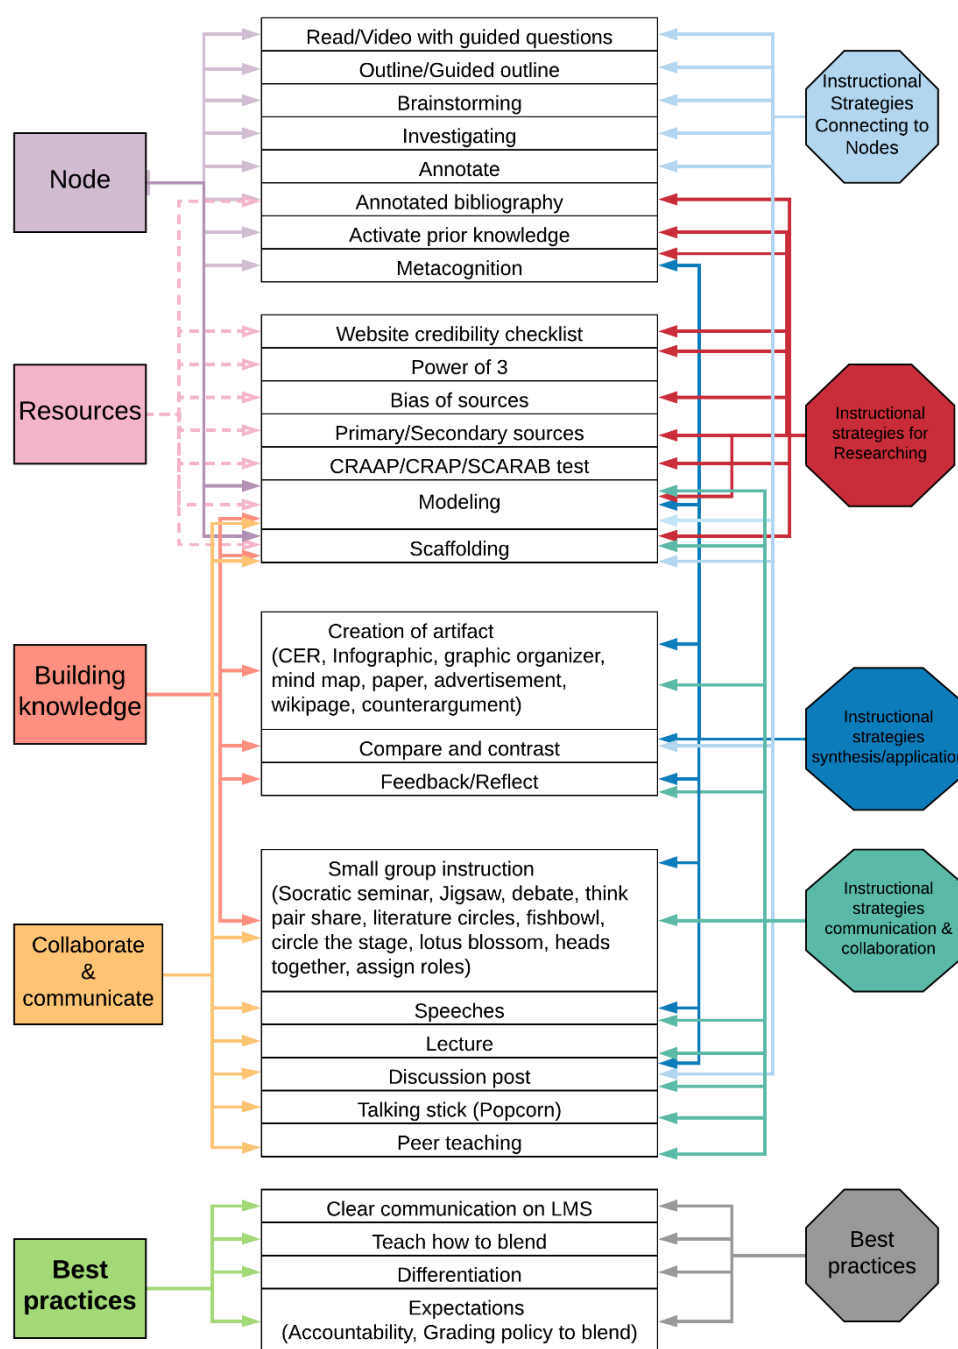 Read/Video with guided questions
Outline/Guided outline
Brainstorming
Investigating
Annotate
Annotated bibliography
Activate prior knowledge
Metacognition
Node
Instructional
Strategies
Connecting to
Nodes
Website credibility checklist
Power of 3
Bias of sources
Primary/Secondary sources
CRAAP/CRAP/SCARAB test
Modeling
Scaffolding
Resources
Instructional
strategies for
Researching
Creation of artifact
(CER, Infographic, graphic organizer,
mind map, paper, advertisement,
wikipage, counterargument)
Compare and contrast
Feedback/Reflect
Building
knowledge
Instructional
strategies
synthesis/application
Small group instruction
(Socratic seminar, Jigsaw, debate, think
pair share, literature circles, fishbowl,
circle the stage, lotus blossom, heads
together, assign roles)
Speeches
Lecture
Discussion post
Talking stick (Popcorn)
Peer teaching
Collaborate
&
communicate
Instructional
strategies
communication &
collaboration
Clear communication on LMS
Teach how to blend
Differentiation
Expectations
(Accountability, Grading policy to blend)
Best
practices
Best
practices